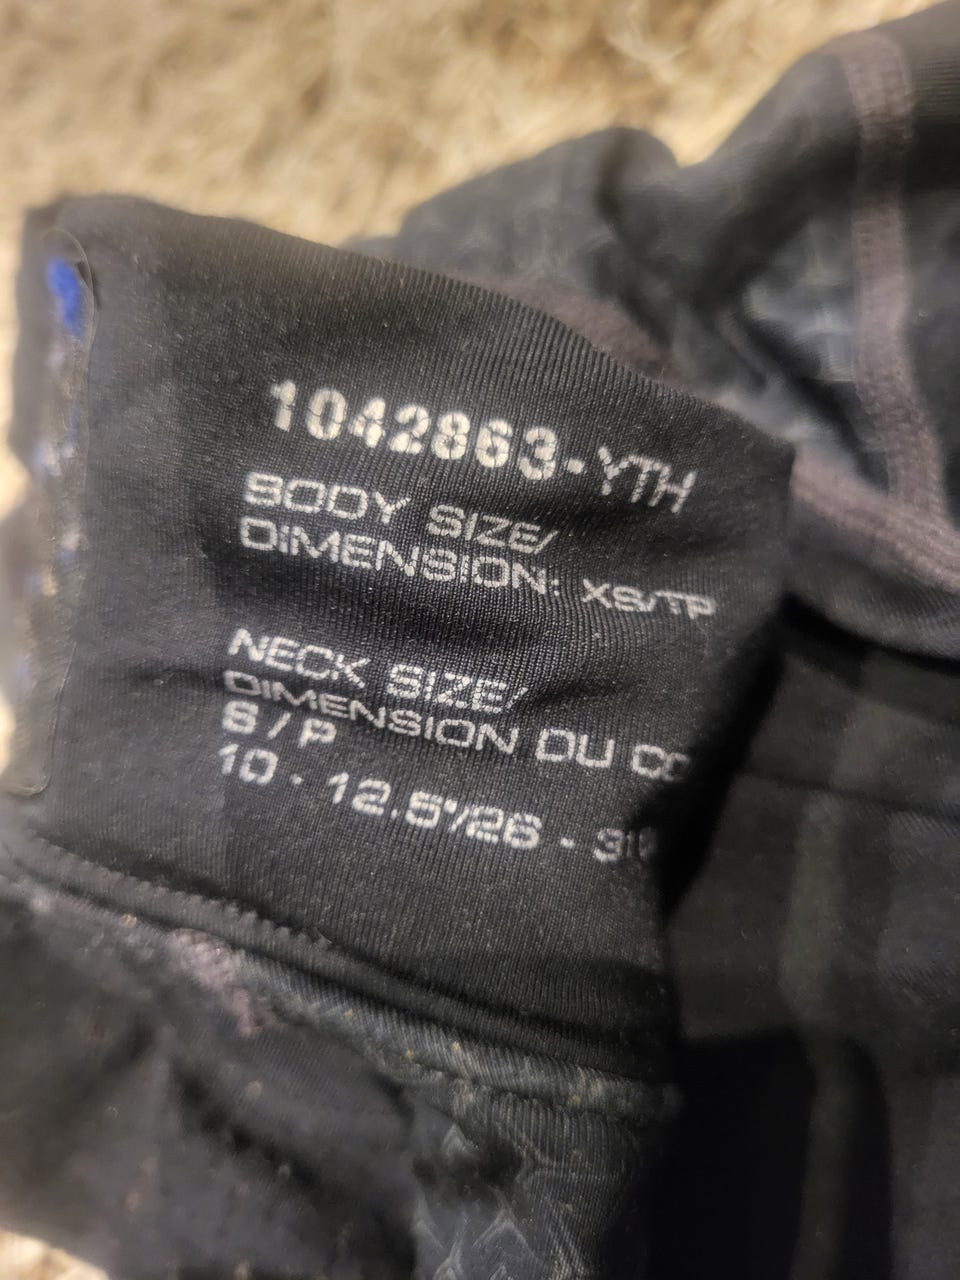 1042863-YTH
BODY SIZE/
DIMENSION: XS/TP
NECK SIZE/
DIMENSION DU
S / P
10 - 12.5"/26 -